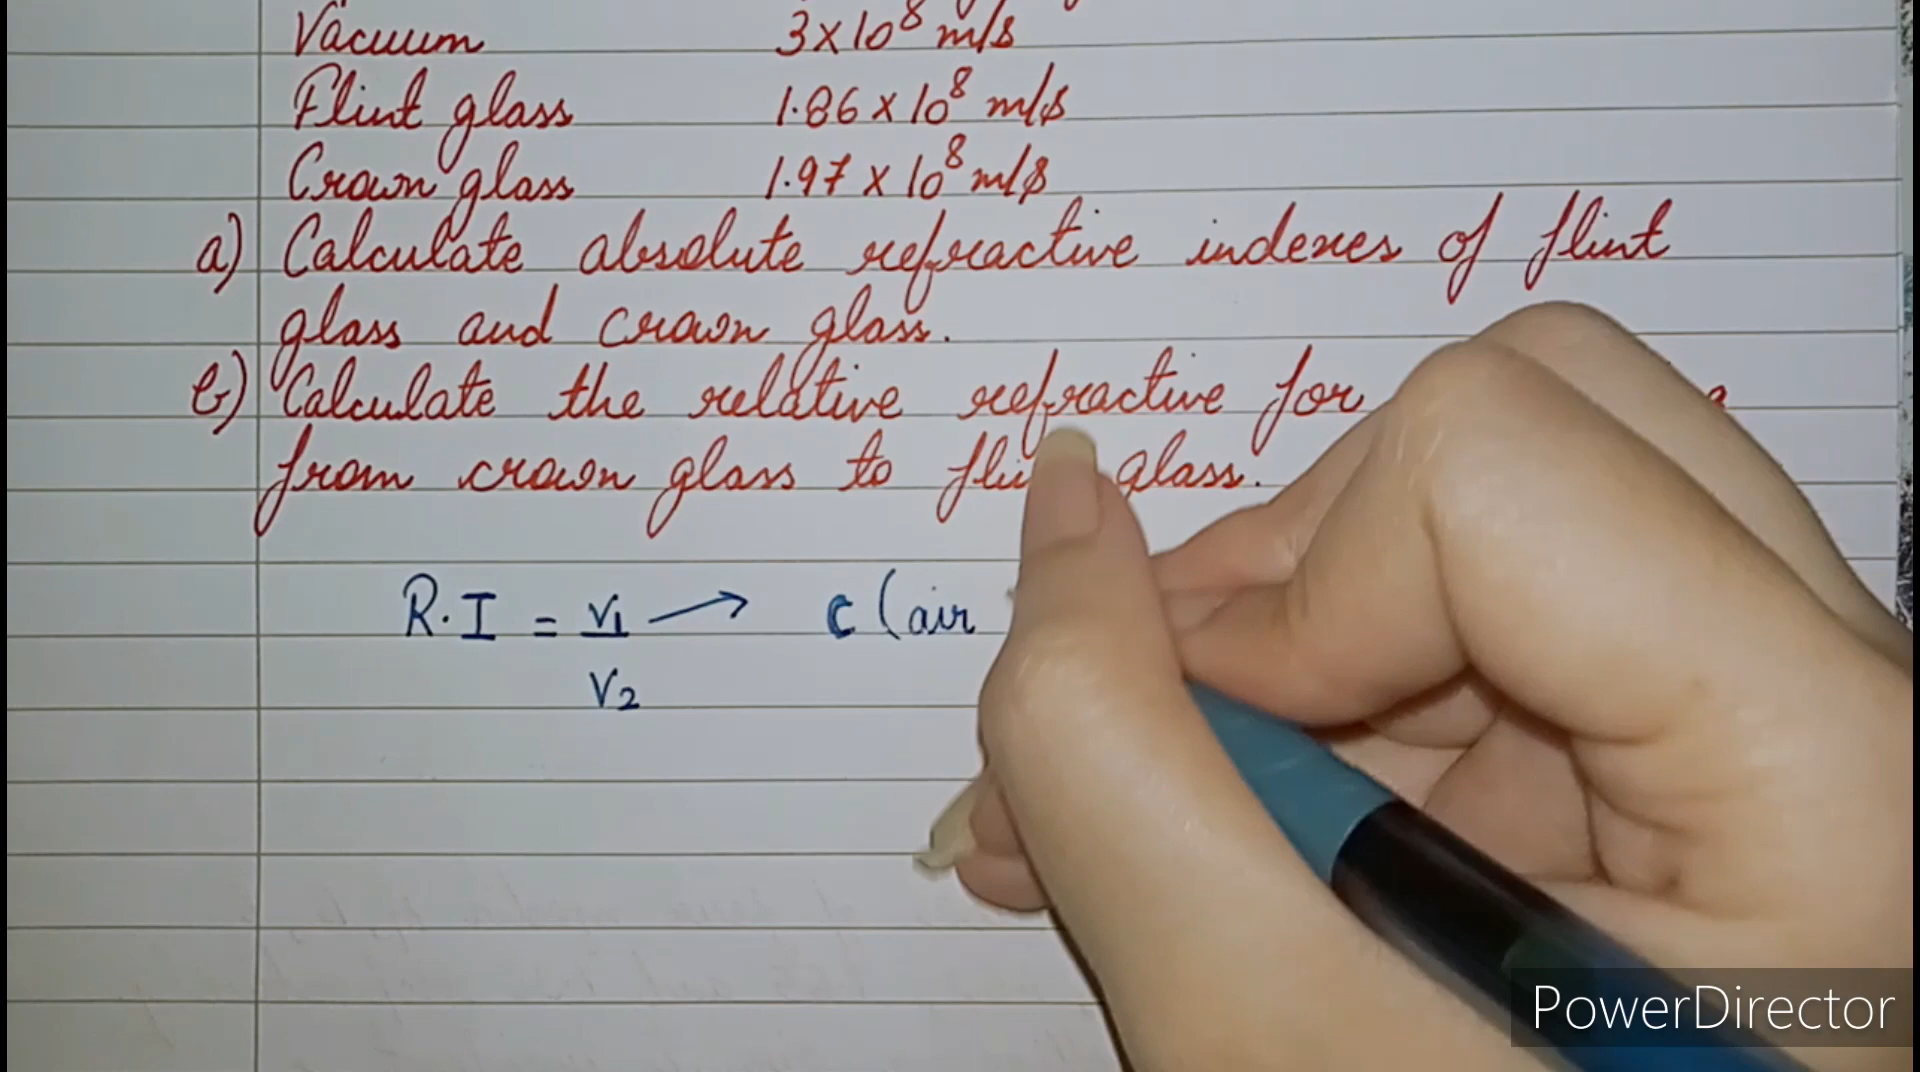 Vacuum 3x10⁸ m/s
Flint glass 1.86 x 10⁸ m/s
Crown glass 1.97 x 10⁸ m/s
a) Calculate absolute refractive indexes of flint
glass and crown glass.
b) Calculate the relative refractive for
from crown glass to glass.
R.I = v1 → c (air
v2
PowerDirector